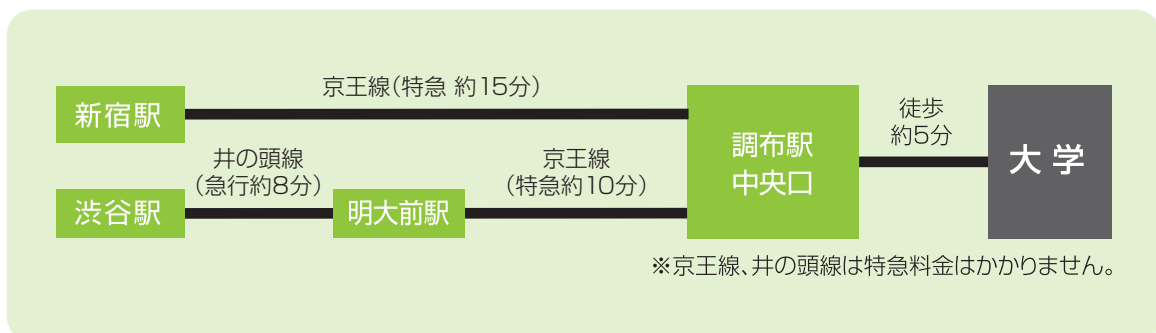 京王線(特急 約15分)
新宿駅
井の頭線
(急行約8分)
京王線
(特急約10分)
渋谷駅
明大前駅
調布駅
中央口
徒歩
約5分
大学
※京王線、井の頭線は特急料金はかかりません。